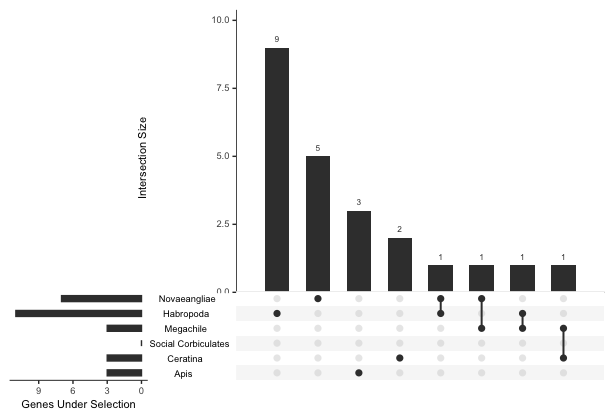 10.0
7.5
5.0
2.5
0.0
Intersection Size
9
5
3
2
1
1
1
1
Novaeangliae
Habropoda
Megachile
Social Corbiculates
Ceratina
Apis
9 6 3 0
Genes Under Selection